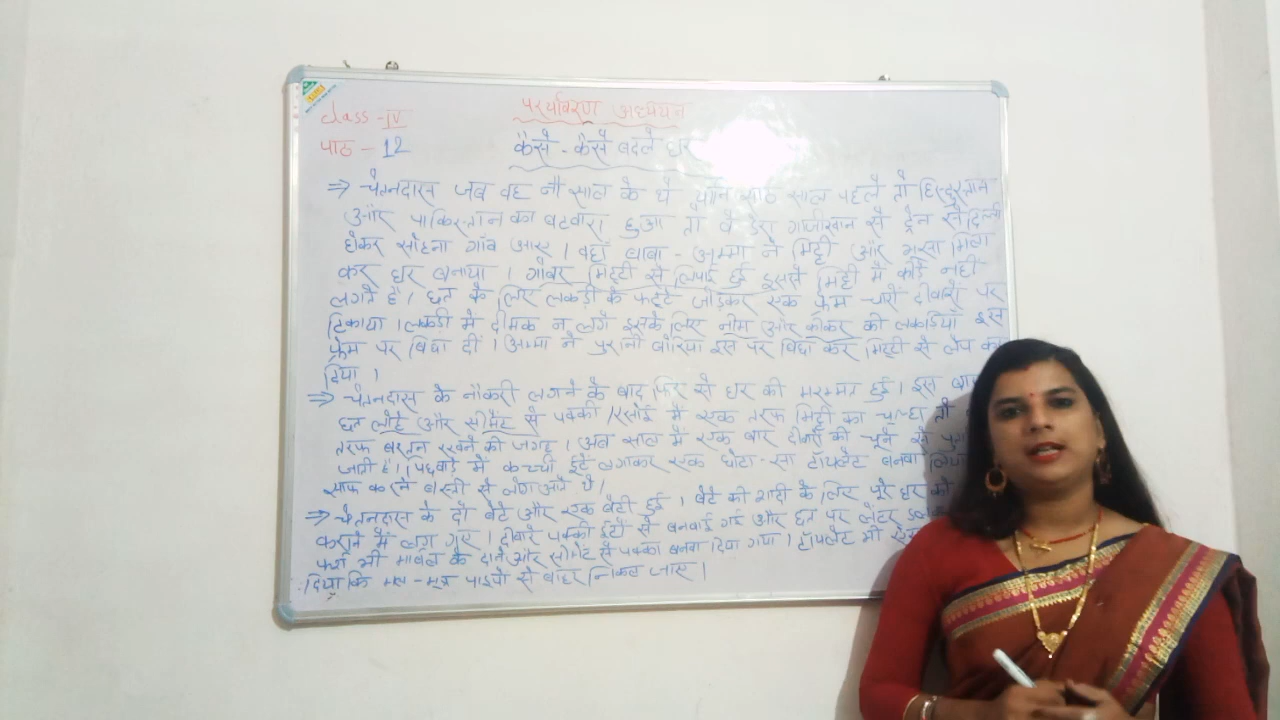 पर्यावरण अध्ययन
Class - IV
पाठ - 12
कैसे - कैसे बदले घर
⇒ चेतनदास जब वह नौ साल के थे यानि साठ साल पहले तो हिन्दुस्तान
और पाकिस्तान का बटवारा हुआ तो वे डेरा गाजीखान से ट्रेन से दिल्ली
होकर सोहना गाँव आए । वहाँ बाबा - अम्मा ने मिट्टी और भूसा मिला
कर घर बनाया । गोबर मिट्टी से लिपाई हुई इससे मिट्टी में कीड़े नहीं
लगते हैं। छत के लिए लकड़ी के फट्टे जोड़कर एक फ्रेम चारों दीवारों पर
टिकाया । लकड़ी में दीमक न लगे इसके लिए नीम और कीकर की लकड़ियाँ इस
फ्रेम पर बिछा दीं । अम्मा ने पुरानी बोरियां इस पर बिछा कर मिट्टी से लेप कर
दिया ।
⇒ चेतनदास के नौकरी लगने के बाद फिर से घर की मरम्मत हुई । इस बार
छत लोहे और सीमेंट से पक्की । रसोई में एक तरफ मिट्टी का चूल्हा तो
तरफ बरतन रखने की जगह । अब साल में एक बार दीवारों की चूने से
जाती है। पिछवाड़े में कच्ची ईंटें लगाकर एक छोटा - सा टॉयलेट बनवा लिया
साफ करने बस्ती से लोग आते थे।
⇒ चेतनदास के दो बेटे और एक बेटी हुई । बेटे की शादी के लिए पूरे घर को
कराने में लग गए । दीवारें पक्की ईंटों से बनवाई गई और छत पर लेंटर
फर्श भी मार्बल के दाने और सीमेंट से पक्का बनवा दिया गया । टॉयलेट भी
दिया कि मल - मूत्र पाइपों से बाहर निकल जाए।